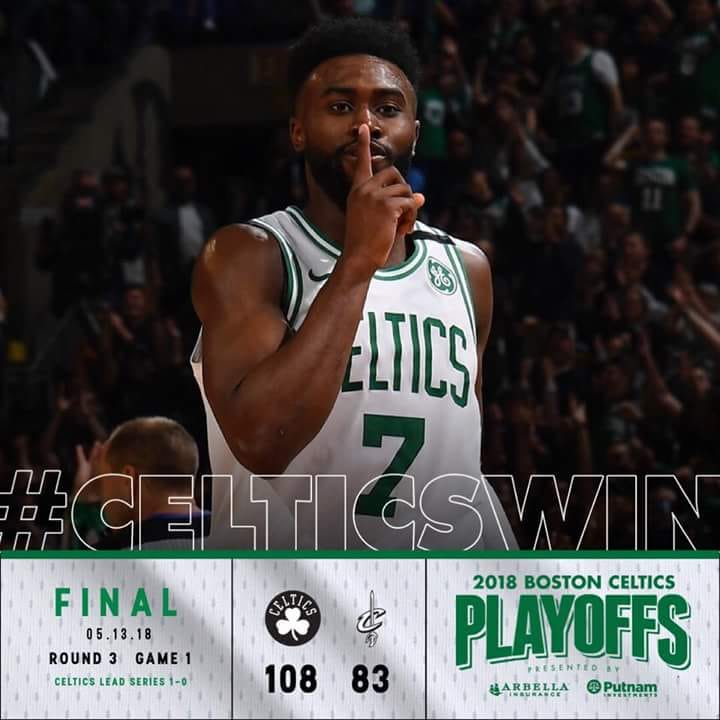 CELTICS
7
#CELTICSWIN
FINAL
05.13.18
ROUND 3 GAME 1
CELTICS LEAD SERIES 1-0
CELTICS
C
108 83
2018 BOSTON CELTICS
PLAYOFFS
PRESENTED BY
ARBELLA
INSURANCE
Putnam
INVESTMENTS
11